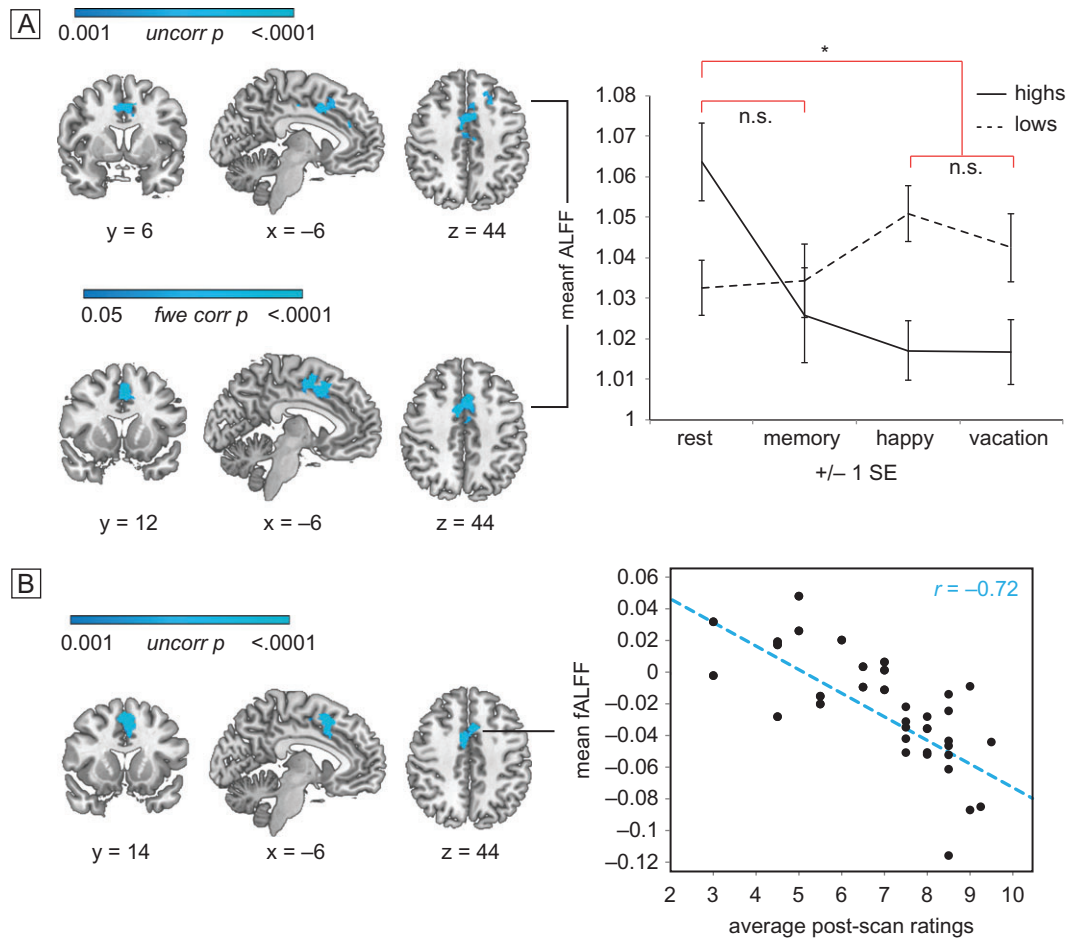 A
0.001 uncorr p <.0001
y = 6 x = –6 z = 44
0.05 fwe corr p <.0001
y = 12 x = –6 z = 44
meanf ALFF
*
1.08
1.07
1.06
1.05
1.04
1.03
1.02
1.01
1
n.s.
n.s.
highs
lows
rest memory happy vacation
+/– 1 SE
B
0.001 uncorr p <.0001
y = 14 x = –6 z = 44
mean fALFF
0.06
0.04
0.02
0
–0.02
–0.04
–0.06
–0.08
–0.1
–0.12
r = –0.72
2 3 4 5 6 7 8 9 10
average post-scan ratings